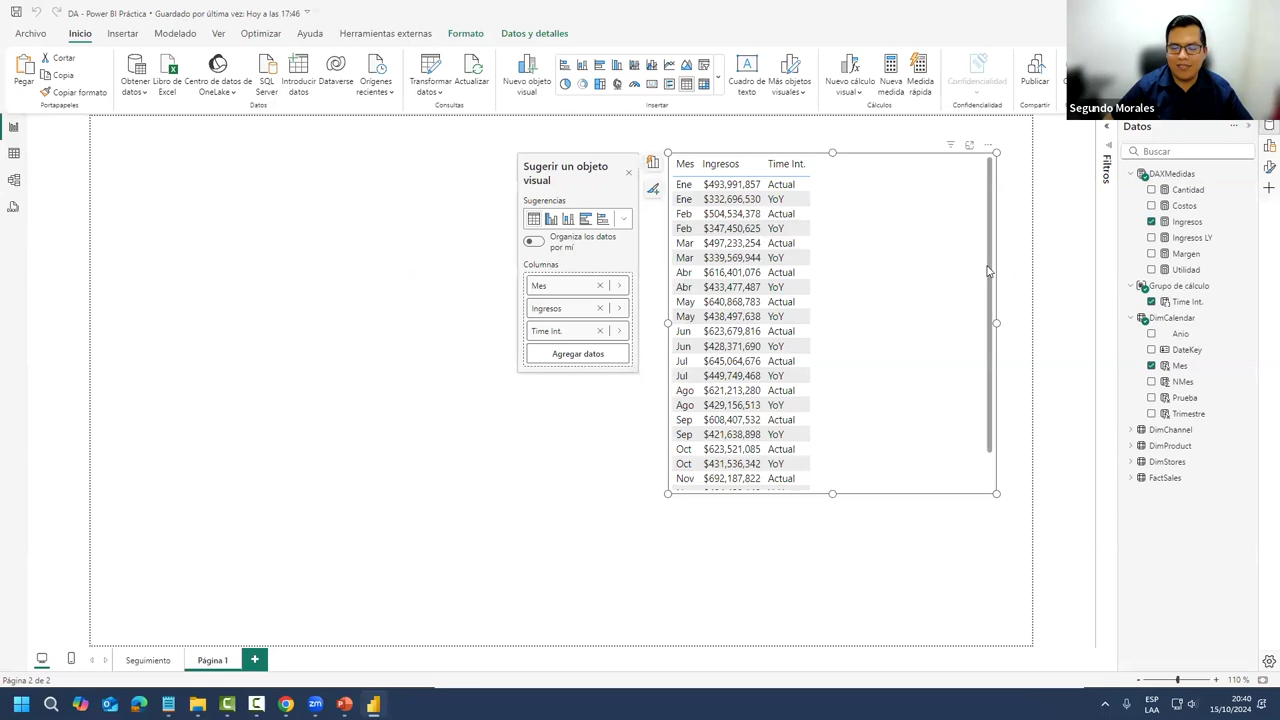 DA - Power BI Práctica • Guardado por última vez: Hoy a las 17:46
Archivo
Inicio
Insertar
Modelado
Ver
Optimizar
Ayuda
Herramientas externas
Formato
Datos y detalles
Pegar
Cortar
Copia
Copiar formato
Portapapeles
Obtener datos
Libro de Excel
Centro de datos de OneLake
SQL Server
Introducir datos
Dataverse
Orígenes recientes
Datos
Transformar datos
Actualizar
Consultas
Nuevo objeto visual
Cuadro de texto
Más objetos visuales
Insertar
Nuevo cálculo visual
Nueva medida
Medida rápida
Cálculos
Confidencialidad
Confidencialidad
Publicar
Compartir
Segundo Morales
Sugerir un objeto visual
Sugerencias
Organiza los datos por mí
Columnas
Mes
Ingresos
Time Int.
Agregar datos
Mes Ingresos Time Int.
Ene $493,991,857 Actual
Ene $332,696,530 YoY
Feb $504,534,378 Actual
Feb $347,450,625 YoY
Mar $497,233,254 Actual
Mar $339,569,944 YoY
Abr $616,401,076 Actual
Abr $433,477,487 YoY
May $640,868,783 Actual
May $438,497,638 YoY
Jun $623,679,816 Actual
Jun $428,371,690 YoY
Jul $645,064,676 Actual
Jul $449,749,468 YoY
Ago $621,213,280 Actual
Ago $429,156,513 YoY
Sep $608,407,532 Actual
Sep $421,638,898 YoY
Oct $623,521,085 Actual
Oct $431,536,342 YoY
Nov $692,187,822 Actual
Filtros
Datos
Buscar
DAXMedidas
Cantidad
Costos
Ingresos
Ingresos LY
Margen
Utilidad
Grupo de cálculo
Time Int.
DimCalendar
Anio
DateKey
Mes
NMes
Prueba
Trimestre
DimChannel
DimProduct
DimStores
FactSales
Seguimiento
Página 1
Página 2 de 2
110 %
ESP
LAA
20:40
15/10/2024